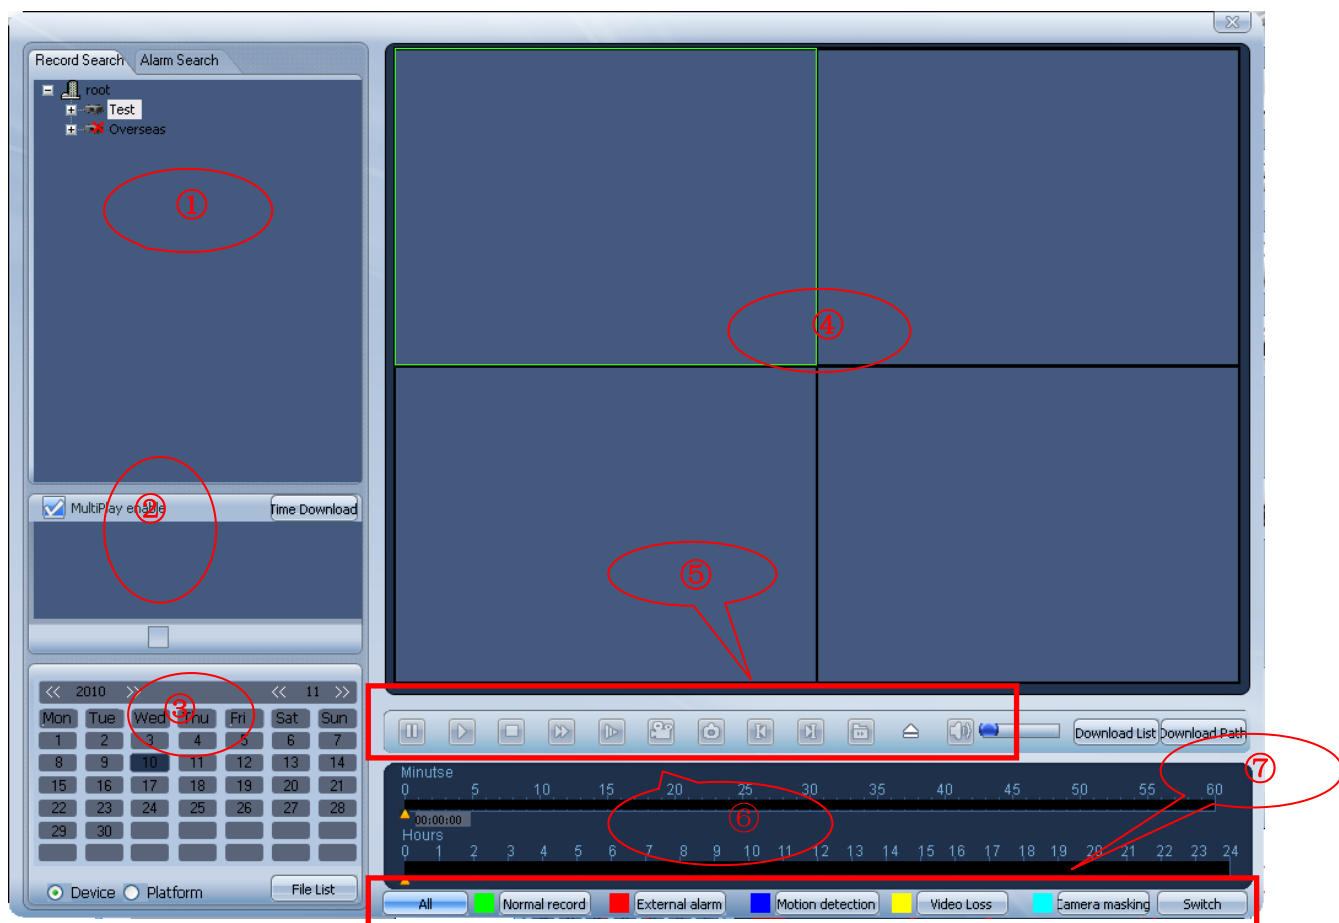 Record Search Alarm Search
root
Test
Overseas
①
②
MultiPlay enable Time Download
③
<< 2010 >> << 11 >>
Mon Tue Wed Thu Fri Sat Sun
1 2 3 4 5 6 7
8 9 10 11 12 13 14
15 16 17 18 19 20 21
22 23 24 25 26 27 28
29 30
Device Platform File List
④
⑤
Download List Download Path
⑦
Minutse
0 5 10 15 20 25 30 35 40 45 50 55 60
00:00:00
⑥
Hours
0 1 2 3 4 5 6 7 8 9 10 11 12 13 14 15 16 17 18 19 20 21 22 23 24
All Normal record External alarm Motion detection Video Loss Camera masking Switch